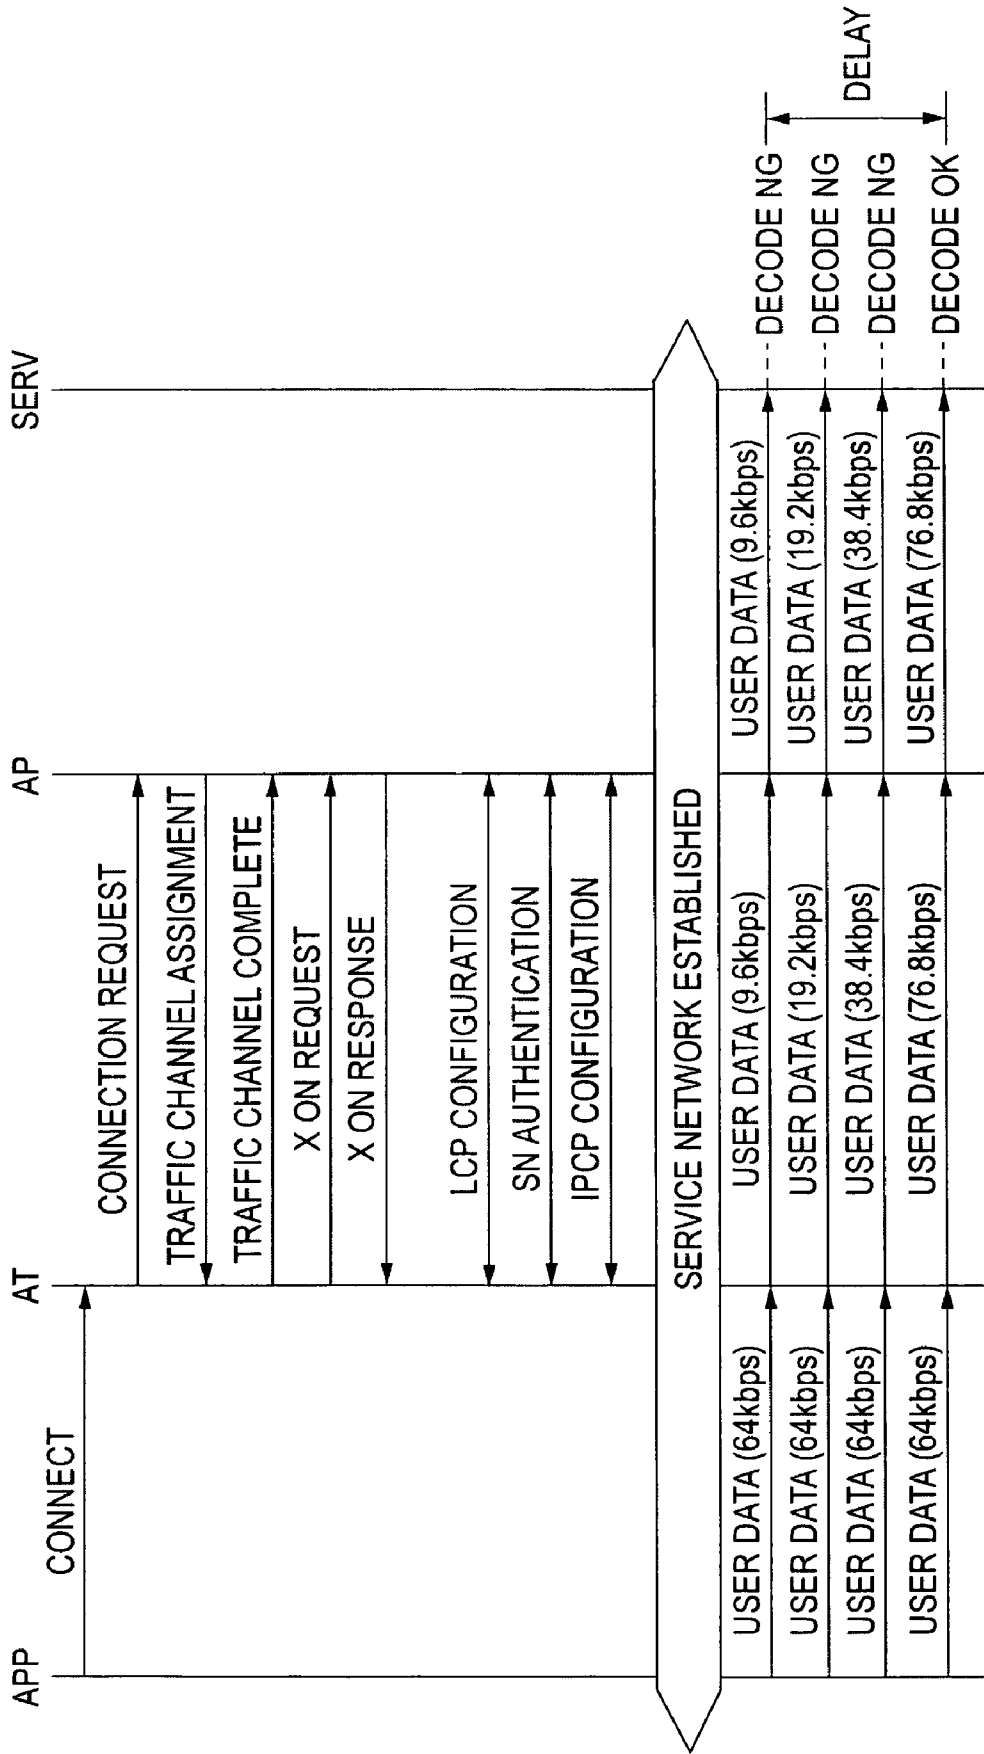 APP
AT
AP
SERV
CONNECT
CONNECTION REQUEST
TRAFFIC CHANNEL ASSIGNMENT
TRAFFIC CHANNEL COMPLETE
X ON REQUEST
X ON RESPONSE
LCP CONFIGURATION
SN AUTHENTICATION
IPCP CONFIGURATION
SERVICE NETWORK ESTABLISHED
USER DATA (64kbps)
USER DATA (9.6kbps)
USER DATA (9.6kbps)
DECODE NG
USER DATA (64kbps)
USER DATA (19.2kbps)
USER DATA (19.2kbps)
DECODE NG
USER DATA (64kbps)
USER DATA (38.4kbps)
USER DATA (38.4kbps)
DECODE NG
USER DATA (64kbps)
USER DATA (76.8kbps)
USER DATA (76.8kbps)
DECODE OK
DELAY